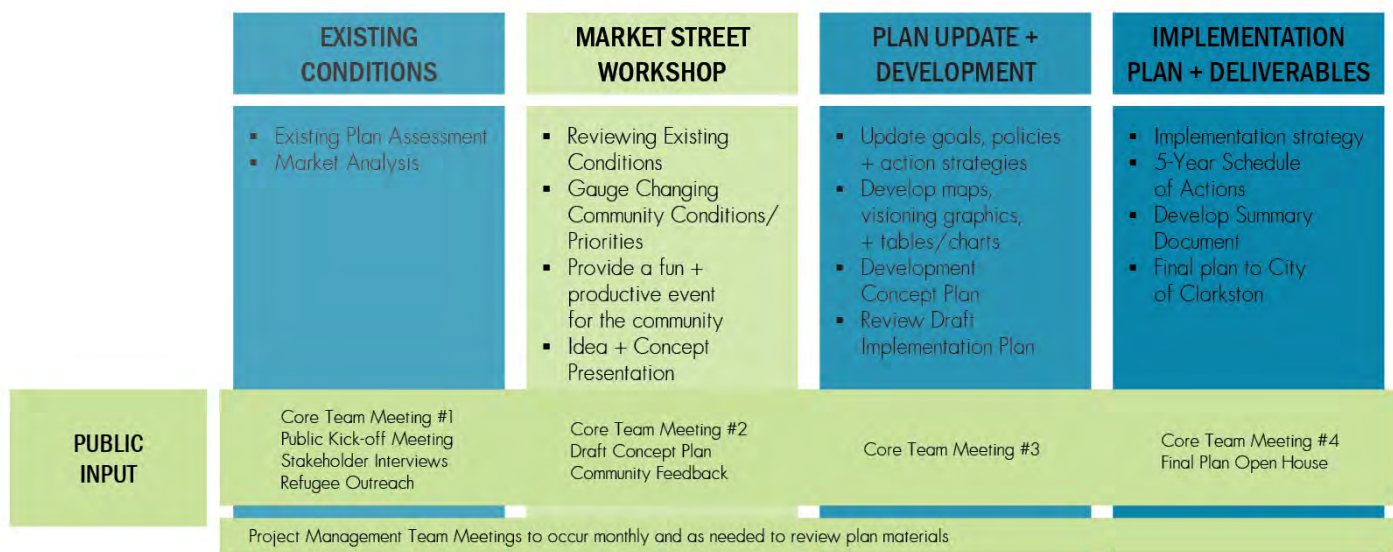 EXISTING
CONDITIONS
▪ Existing Plan Assessment
▪ Market Analysis
MARKET STREET
WORKSHOP
▪ Reviewing Existing
Conditions
▪ Gauge Changing
Community Conditions/
Priorities
▪ Provide a fun +
productive event
for the community
▪ Idea + Concept
Presentation
PLAN UPDATE +
DEVELOPMENT
▪ Update goals, policies
+ action strategies
▪ Develop maps,
visioning graphics,
+ tables/charts
▪ Development
Concept Plan
▪ Review Draft
Implementation Plan
IMPLEMENTATION
PLAN + DELIVERABLES
▪ Implementation strategy
▪ 5-Year Schedule
of Actions
▪ Develop Summary
Document
▪ Final plan to City
of Clarkston
PUBLIC
INPUT
Core Team Meeting #1
Public Kick-off Meeting
Stakeholder Interviews
Refugee Outreach
Core Team Meeting #2
Draft Concept Plan
Community Feedback
Core Team Meeting #3
Core Team Meeting #4
Final Plan Open House
Project Management Team Meetings to occur monthly and as needed to review plan materials